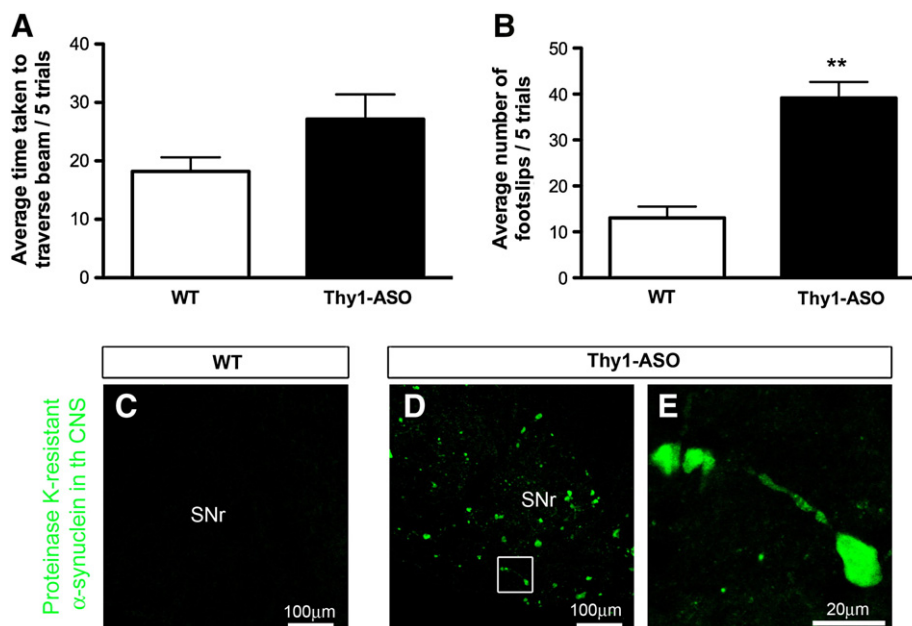 A
Average time taken to
traverse beam / 5 trials
40
30
20
10
0
WT
Thy1-ASO
B
Average number of
footslips / 5 trials
50
40
30
20
10
0
**
WT
Thy1-ASO
WT
Thy1-ASO
Proteinase K-resistant
α-synuclein in th CNS
C
SNr
100μm
D
SNr
100μm
E
20μm